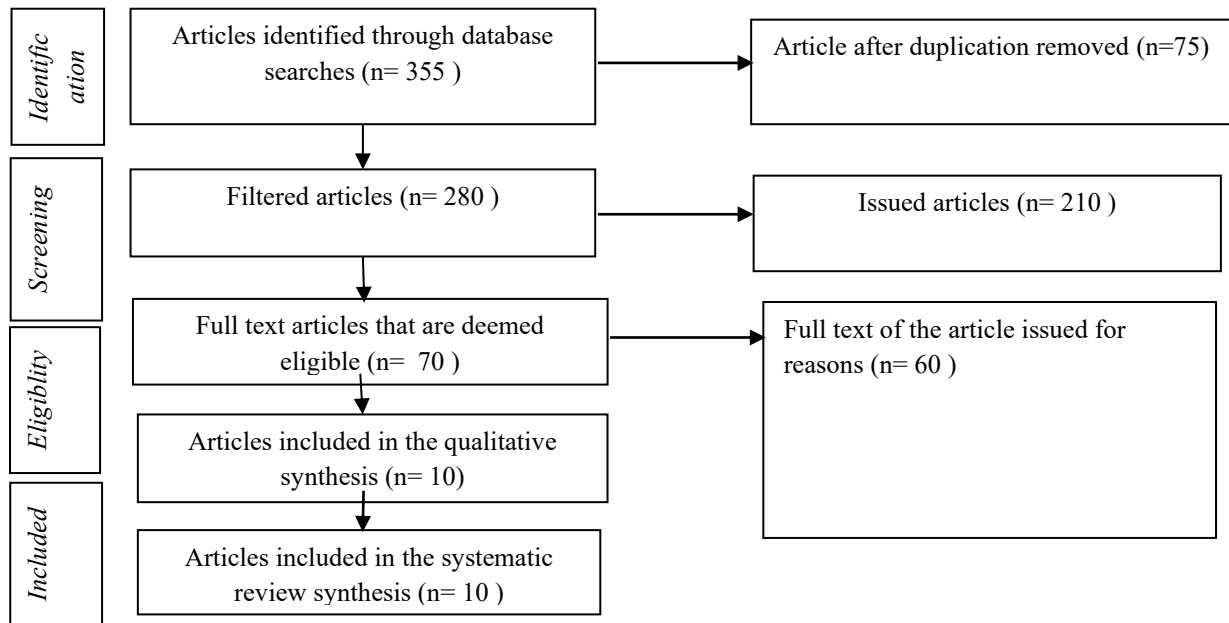 Identific
ation
Articles identified through database
searches (n= 355 )
Article after duplication removed (n=75)
Screening
Filtered articles (n= 280 )
Issued articles (n= 210 )
Eligiblity
Full text articles that are deemed
eligible (n=  70 )
Full text of the article issued for
reasons (n= 60 )
Articles included in the qualitative
synthesis (n= 10)
Included
Articles included in the systematic
review synthesis (n= 10 )